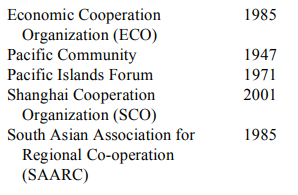 Economic Cooperation 1985
Organization (ECO)
Pacific Community 1947
Pacific Islands Forum 1971
Shanghai Cooperation 2001
Organization (SCO)
South Asian Association for 1985
Regional Co-operation
(SAARC)